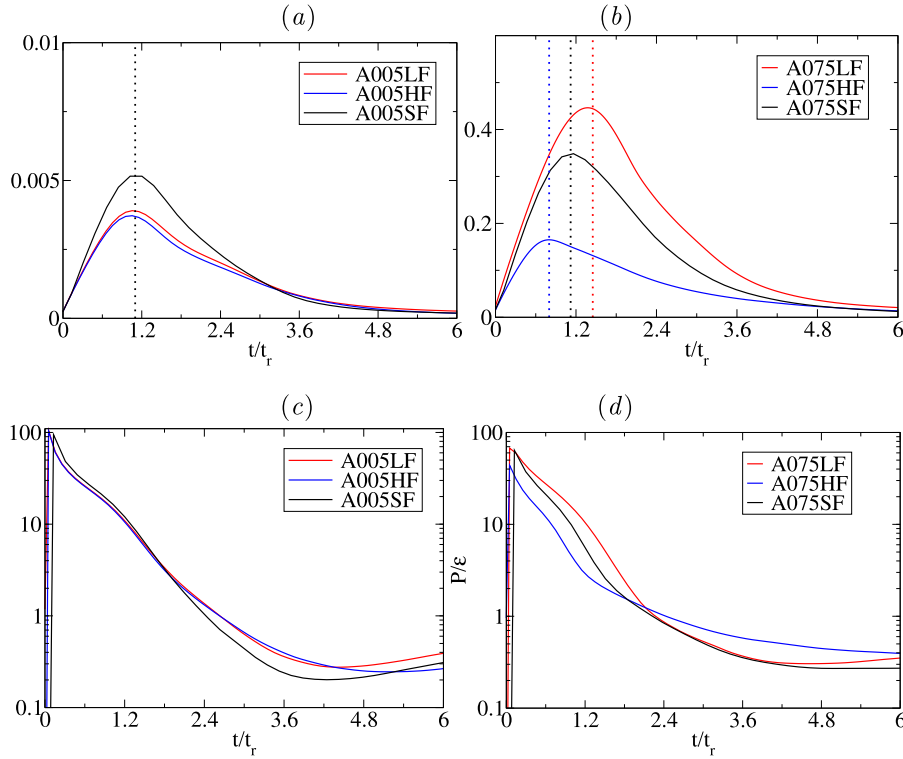 (a)
0.01
0.005
0
A005LF
A005HF
A005SF
0 1.2 2.4 3.6 4.8 6
t/t_r
(b)
0.4
0.2
0
A075LF
A075HF
A075SF
0 1.2 2.4 3.6 4.8 6
t/t_r
(c)
100
10
1
0.1
A005LF
A005HF
A005SF
0 1.2 2.4 3.6 4.8 6
t/t_r
(d)
P/ε
100
10
1
0.1
A075LF
A075HF
A075SF
0 1.2 2.4 3.6 4.8 6
t/t_r